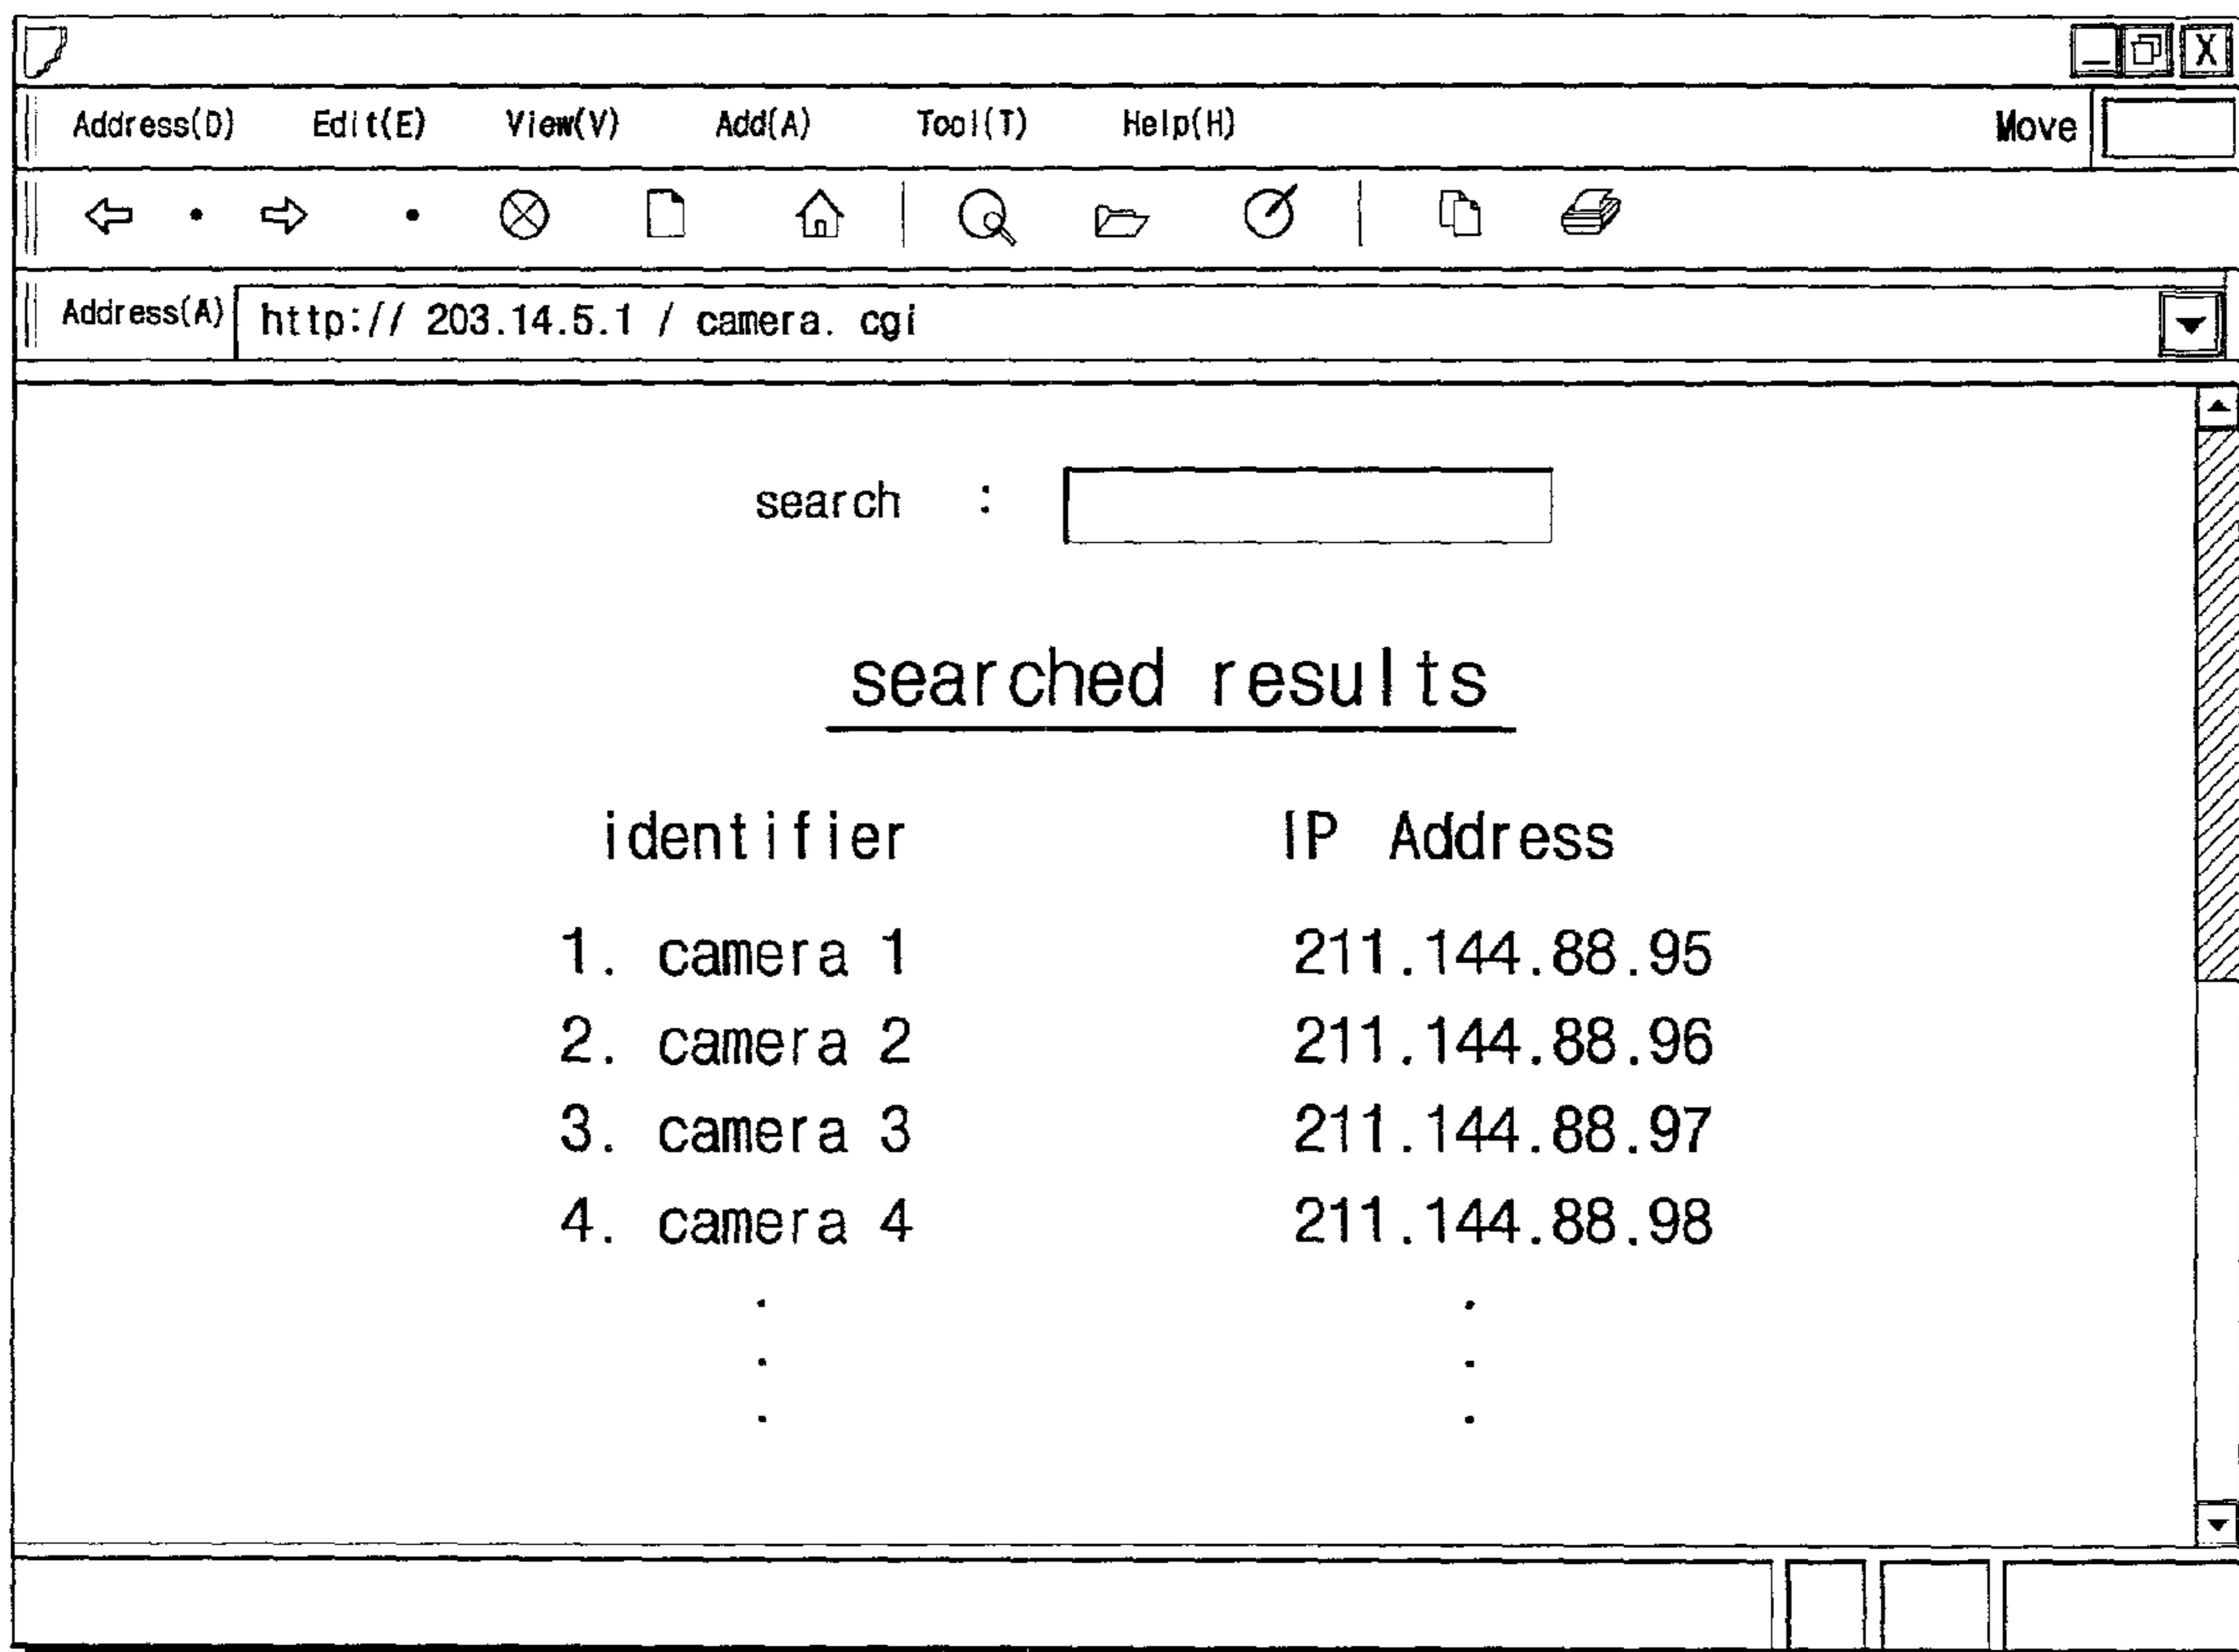 X
Address(D) Edit(E) View(V) Add(A) Tool(T) Help(H) Move
Address(A) http:// 203.14.5.1 / camera. cgi
search :
searched results
identifier IP Address
1. camera 1 211.144.88.95
2. camera 2 211.144.88.96
3. camera 3 211.144.88.97
4. camera 4 211.144.88.98